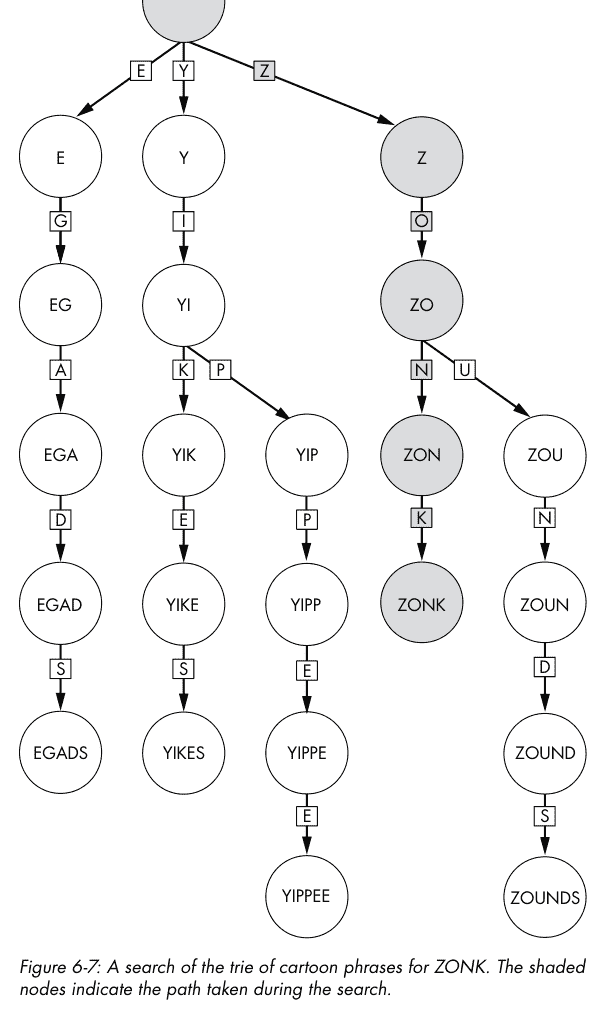 E Y Z
E Y Z
G I O
EG YI ZO
A K P N U
EGA YIK YIP ZON ZOU
D E P K N
EGAD YIKE YIPP ZONK ZOUN
S S E D
EGADS YIKES YIPPE ZOUND
E S
YIPPEE ZOUNDS
Figure 6-7: A search of the trie of cartoon phrases for ZONK. The shaded
nodes indicate the path taken during the search.